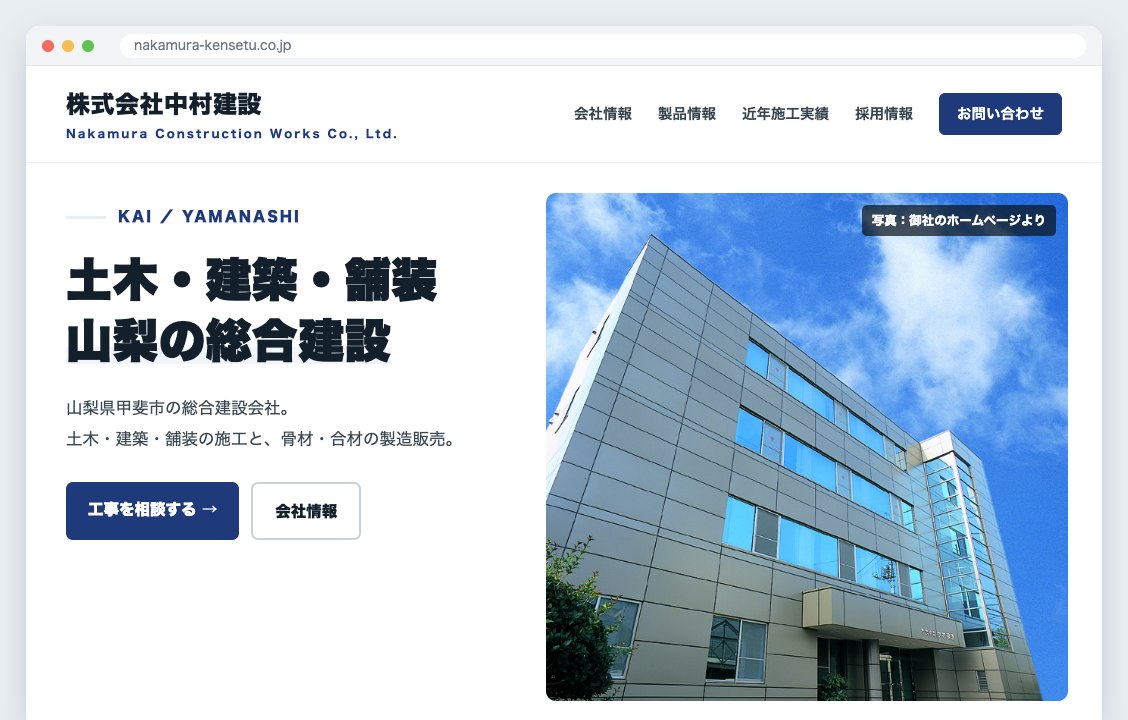 nakamura-kensetu.co.jp
株式会社中村建設
Nakamura Construction Works Co., Ltd.
会社情報 製品情報 近年施工実績 採用情報 お問い合わせ
KAI / YAMANASHI
土木・建築・舗装
山梨の総合建設
山梨県甲斐市の総合建設会社。
土木・建築・舗装の施工と、骨材・合材の製造販売。
工事を相談する →
会社情報
写真：御社のホームページより